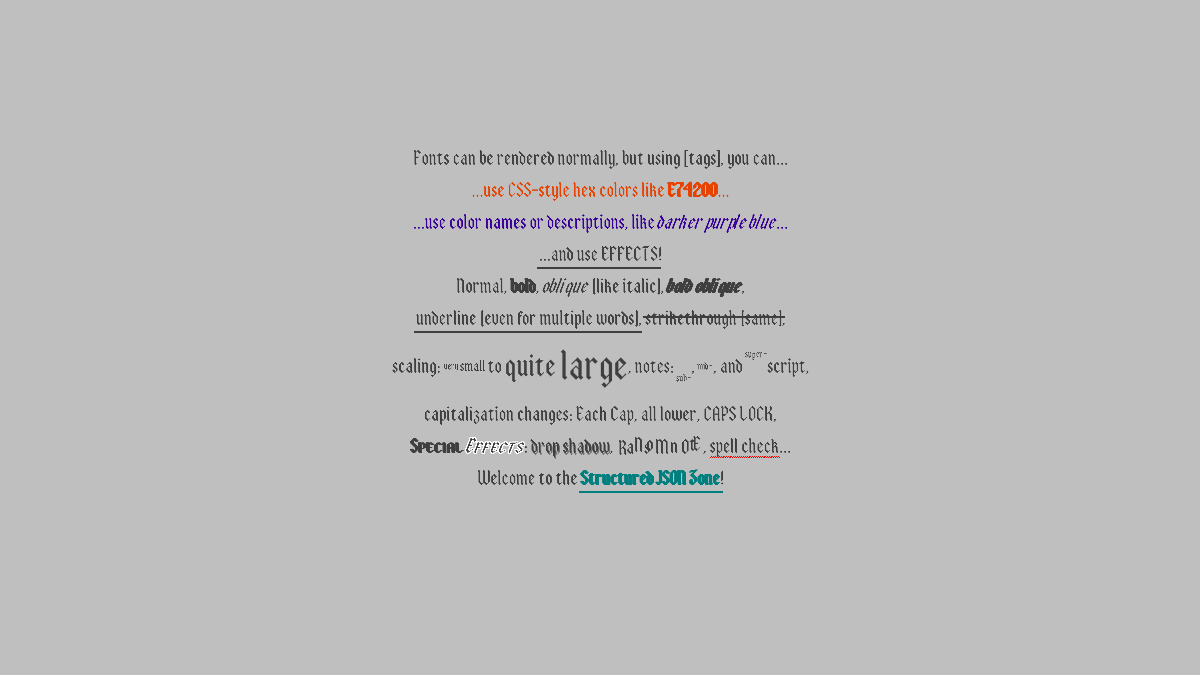 Fonts can be rendered normally, but using [tags], you can...
...use CSS-style hex colors like E74200...
...use color names or descriptions, like darker purple blue...
...and use EFFECTS!
Normal, bold, oblique (like italic), bold oblique,
underline (even for multiple words), strikethrough (same),
scaling: very small to quite large, notes: sub-, mid-, and super-script,
capitalization changes: Each Cap, all lower, CAPS LOCK,
Special Effects: drop shadow, RaNsoMn OtE, spell check...
Welcome to the Structured JSON Zone!